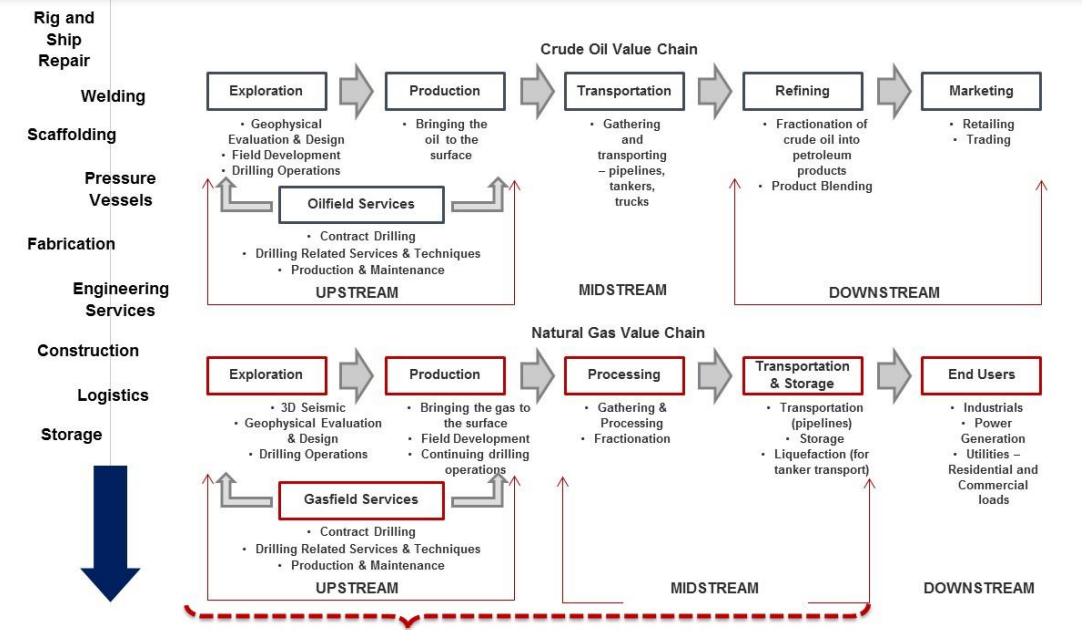 Rig and
Ship
Repair
Welding
Scaffolding
Pressure
Vessels
Fabrication
Engineering
Services
Construction
Logistics
Storage
Crude Oil Value Chain
Exploration
Production
Transportation
Refining
Marketing
• Geophysical
Evaluation & Design
• Field Development
• Drilling Operations
• Bringing the
oil to the
surface
• Gathering
and
transporting
– pipelines,
tankers,
trucks
• Fractionation of
crude oil into
petroleum
products
• Product Blending
• Retailing
• Trading
Oilfield Services
• Contract Drilling
• Drilling Related Services & Techniques
• Production & Maintenance
UPSTREAM
MIDSTREAM
DOWNSTREAM
Natural Gas Value Chain
Exploration
Production
Processing
Transportation
& Storage
End Users
• 3D Seismic
• Geophysical Evaluation
& Design
• Drilling Operations
• Bringing the gas to
the surface
• Field Development
• Continuing drilling
operations
• Gathering &
Processing
• Fractionation
• Transportation
(pipelines)
• Storage
• Liquefaction (for
tanker transport)
• Industrials
• Power
Generation
• Utilities –
Residential and
Commercial
loads
Gasfield Services
• Contract Drilling
• Drilling Related Services & Techniques
• Production & Maintenance
UPSTREAM
MIDSTREAM
DOWNSTREAM